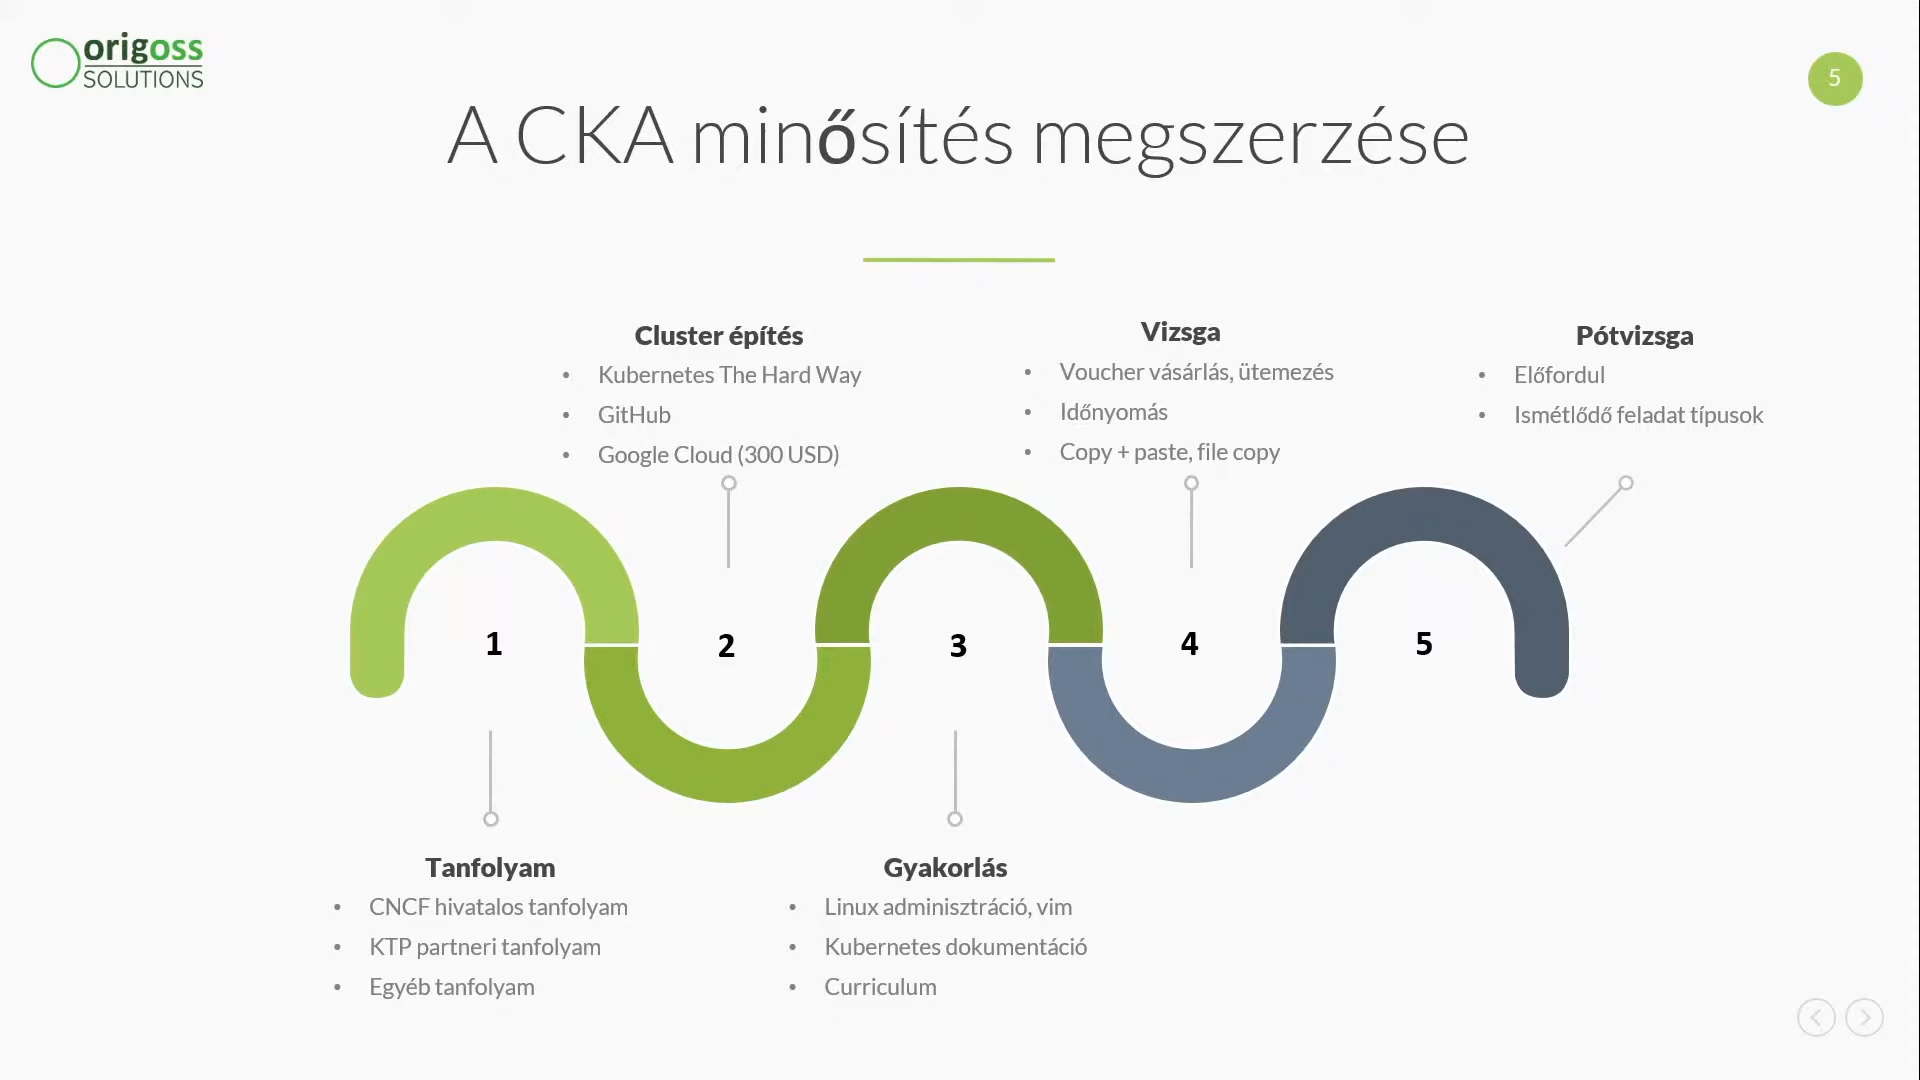 origoss
SOLUTIONS
5
A CKA minősítés megszerzése
Cluster építés
• Kubernetes The Hard Way
• GitHub
• Google Cloud (300 USD)
Vizsga
• Voucher vásárlás, ütemezés
• Időnyomás
• Copy + paste, file copy
Pótvizsga
• Előfordul
• Ismétlődő feladat típusok
1
2
3
4
5
Tanfolyam
• CNCF hivatalos tanfolyam
• KTP partneri tanfolyam
• Egyéb tanfolyam
Gyakorlás
• Linux adminisztráció, vim
• Kubernetes dokumentáció
• Curriculum